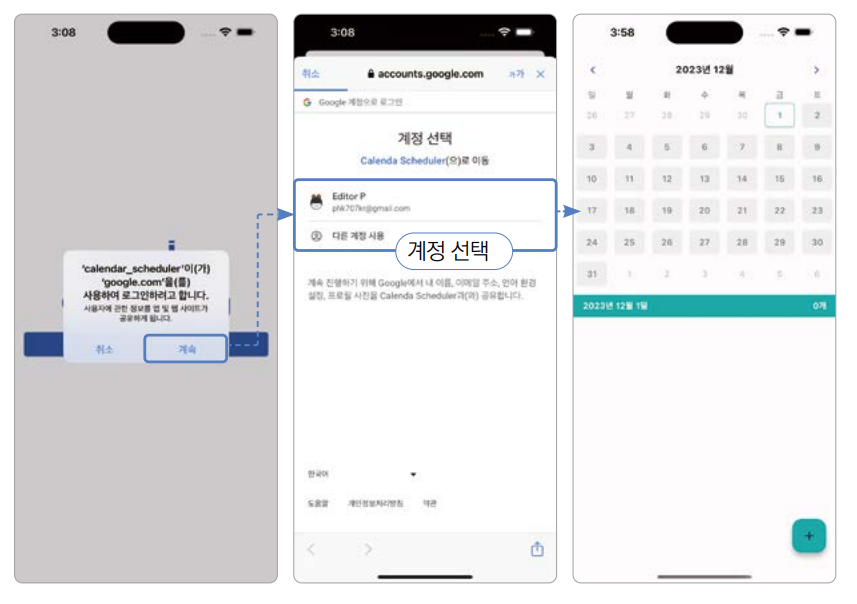 3:08
'calendar_scheduler'이(가)
'google.com'을(를)
사용하여 로그인하려고 합니다.
사용자에 관한 정보를 앱 및 웹 사이트가
공유하게 됩니다.
취소
계속
3:08
취소
accounts.google.com
가가
Google 계정으로 로그인
계정 선택
Calenda Scheduler(으)로 이동
Editor P
phk707kr@gmail.com
다른 계정 사용
계정 선택
계속 진행하기 위해 Google에서 내 이름, 이메일 주소, 언어 환경
설정, 프로필 사진을 Calenda Scheduler과(와) 공유합니다.
한국어
도움말 개인정보처리방침 약관
3:58
2023년 12월
일 월 화 수 목 금 토
26 27 28 29 30 1 2
3 4 5 6 7 8 9
10 11 12 13 14 15 16
17 18 19 20 21 22 23
24 25 26 27 28 29 30
31 1 2 3 4 5 6
2023년 12월 1일 0개
+